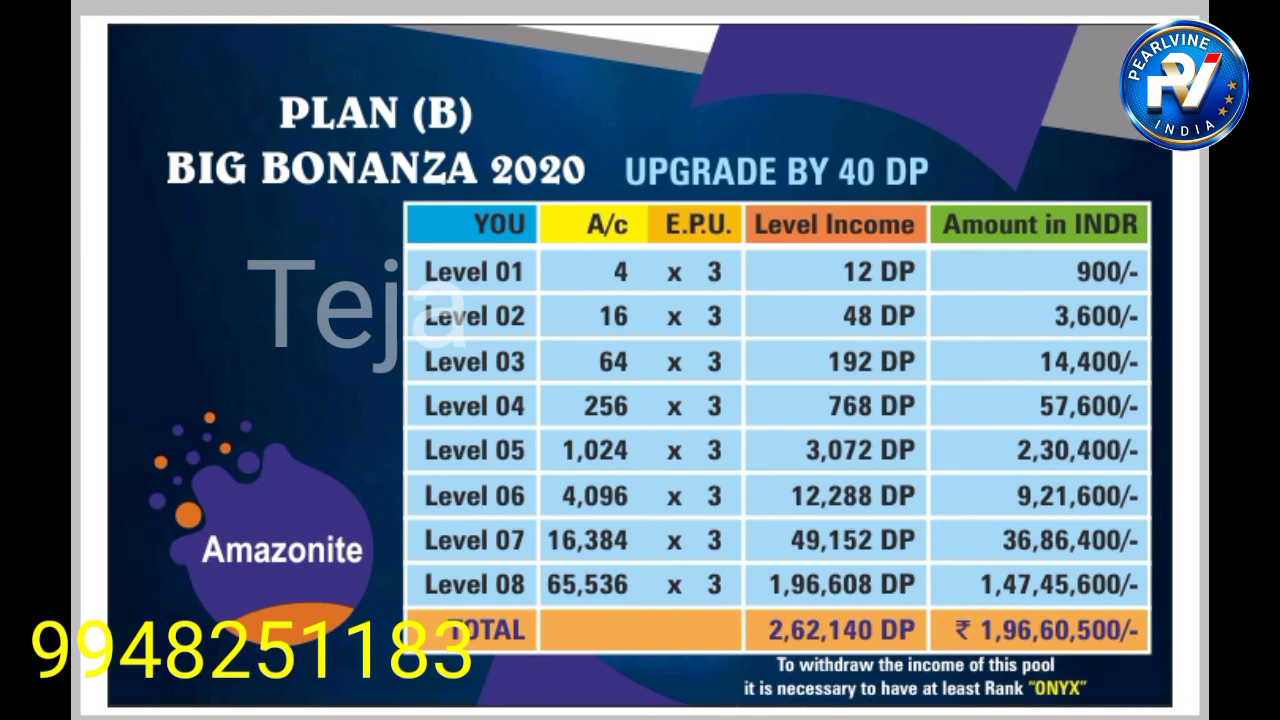 PEARLVINE
PVI
INDIA
PLAN (B)
BIG BONANZA 2020 UPGRADE BY 40 DP
YOU A/c E.P.U. Level Income Amount in INDR
Level 01 4 x 3 12 DP 900/-
Teja
Level 02 16 x 3 48 DP 3,600/-
Level 03 64 x 3 192 DP 14,400/-
Level 04 256 x 3 768 DP 57,600/-
Level 05 1,024 x 3 3,072 DP 2,30,400/-
Level 06 4,096 x 3 12,288 DP 9,21,600/-
Level 07 16,384 x 3 49,152 DP 36,86,400/-
Amazonite
Level 08 65,536 x 3 1,96,608 DP 1,47,45,600/-
TOTAL 2,62,140 DP ₹ 1,96,60,500/-
9948251183
To withdraw the income of this pool
it is necessary to have at least Rank “ONYX”